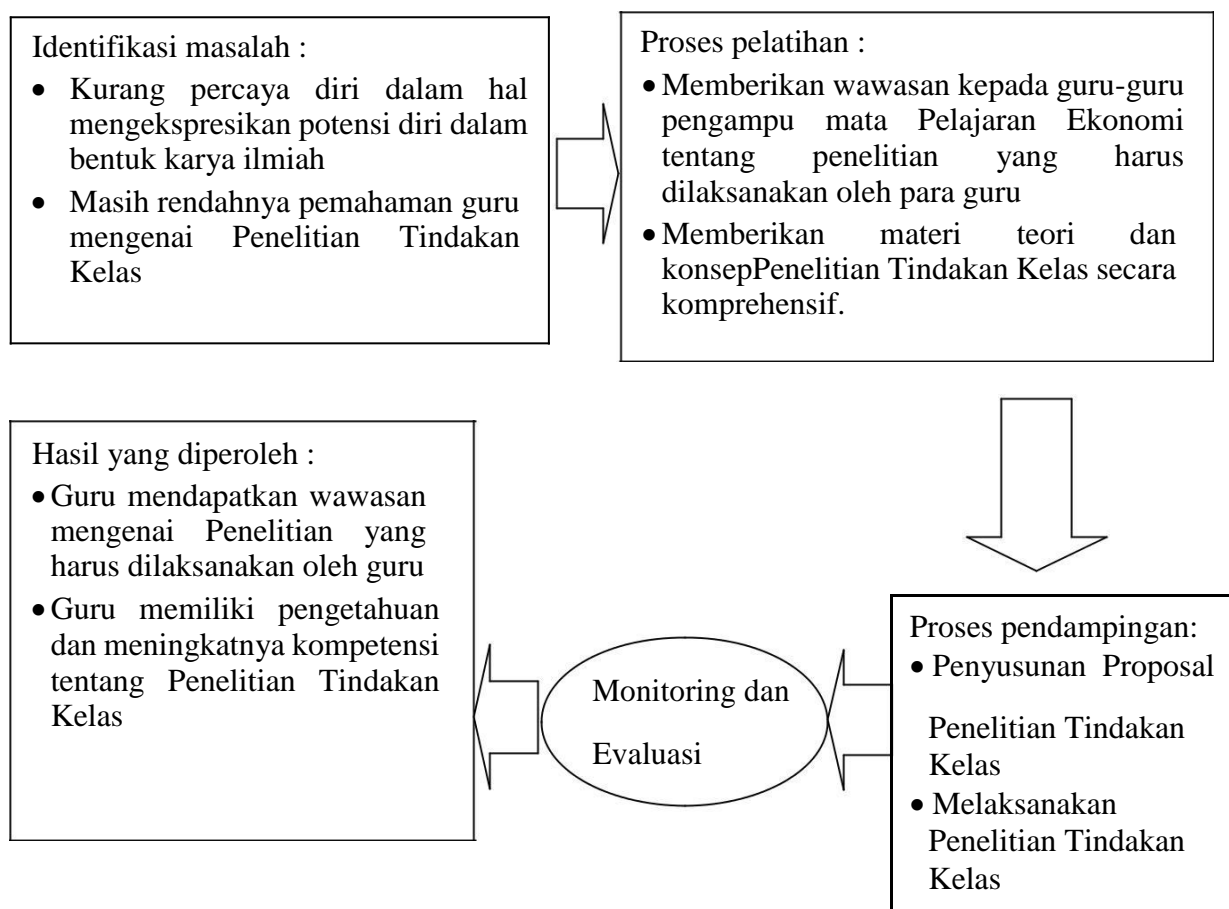 Identifikasi masalah :
• Kurang percaya diri dalam hal
mengekspresikan potensi diri dalam
bentuk karya ilmiah
• Masih rendahnya pemahaman guru
mengenai Penelitian Tindakan
Kelas
Proses pelatihan :
• Memberikan wawasan kepada guru-guru
pengampu mata Pelajaran Ekonomi
tentang penelitian yang harus
dilaksanakan oleh para guru
• Memberikan materi teori dan
konsepPenelitian Tindakan Kelas secara
komprehensif.
Proses pendampingan:
• Penyusunan Proposal
Penelitian Tindakan
Kelas
• Melaksanakan
Penelitian Tindakan
Kelas
Monitoring dan
Evaluasi
Hasil yang diperoleh :
• Guru mendapatkan wawasan
mengenai Penelitian yang
harus dilaksanakan oleh guru
• Guru memiliki pengetahuan
dan meningkatnya kompetensi
tentang Penelitian Tindakan
Kelas